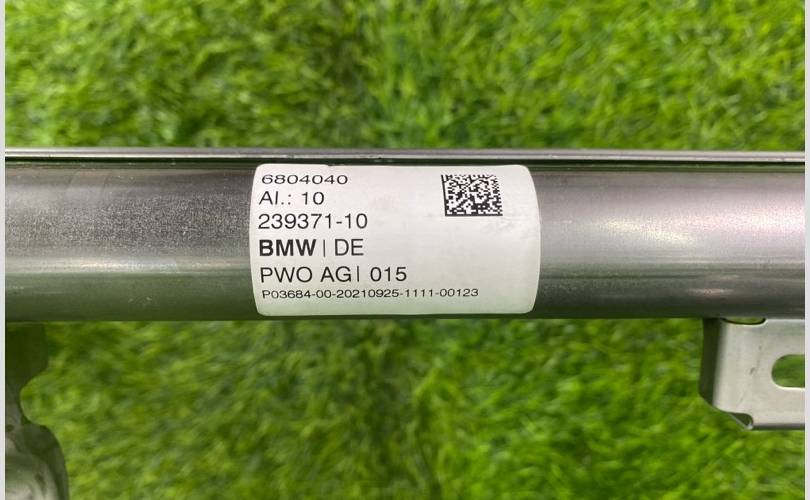 6804040
AI.: 10
239371-10
BMW | DE
PWO AG| 015
P03684-00-20210925-1111-00123